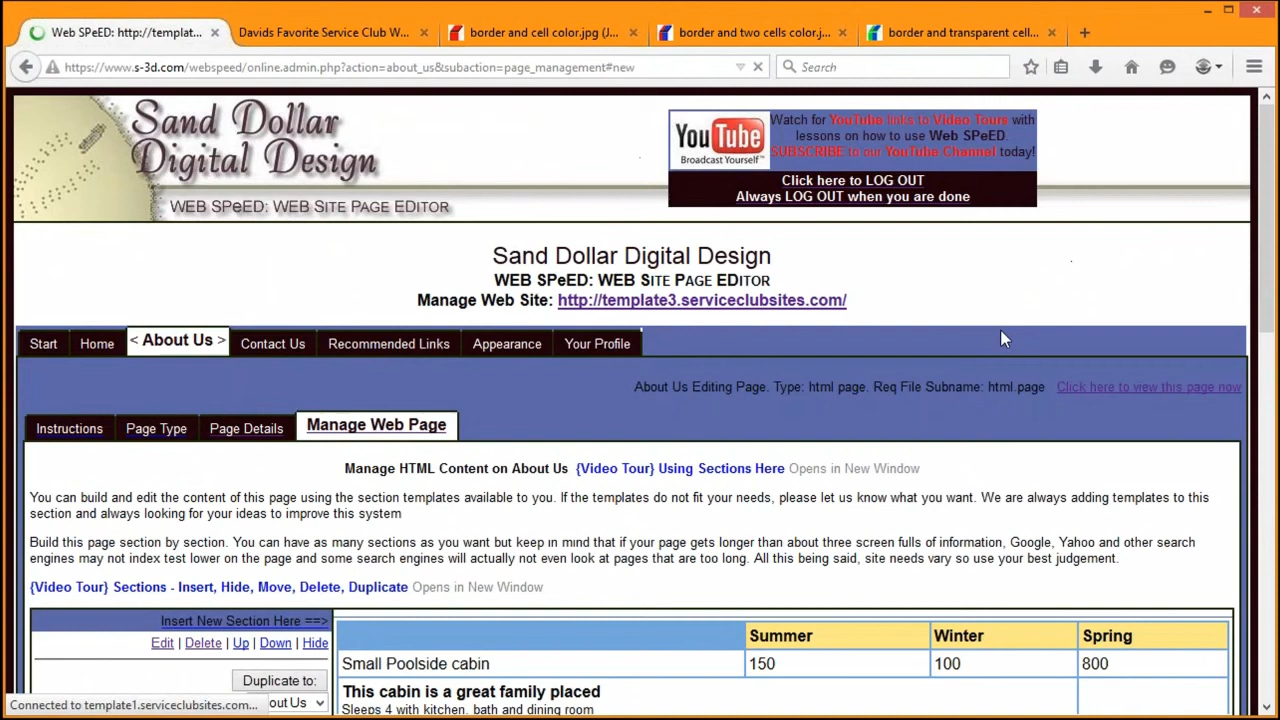 Web SPeED: http://templat...
Davids Favorite Service Club W...
border and cell color.jpg (J...
border and two cells color.j...
border and transparent cell...
https://www.s-3d.com/webspeed/online.admin.php?action=about_us&subaction=page_management#new
Search
Sand Dollar
Digital Design
WEB SPeED: WEB SITE PAGE EDITOR
You Tube
Broadcast Yourself™
Watch for YouTube links to Video Tours with
lessons on how to use Web SPeED.
SUBSCRIBE to our YouTube Channel today!
Click here to LOG OUT
Always LOG OUT when you are done
Sand Dollar Digital Design
WEB SPeED: WEB SITE PAGE EDITOR
Manage Web Site: http://template3.serviceclubsites.com/
Start
Home
< About Us >
Contact Us
Recommended Links
Appearance
Your Profile
About Us Editing Page. Type: html page. Req File Subname: html.page
Click here to view this page now
Instructions
Page Type
Page Details
Manage Web Page
Manage HTML Content on About Us {Video Tour} Using Sections Here Opens in New Window
You can build and edit the content of this page using the section templates available to you. If the templates do not fit your needs, please let us know what you want. We are always adding templates to this
section and always looking for your ideas to improve this system
Build this page section by section. You can have as many sections as you want but keep in mind that if your page gets longer than about three screen fulls of information, Google, Yahoo and other search
engines may not index test lower on the page and some search engines will actually not even look at pages that are too long. All this being said, site needs vary so use your best judgement.
{Video Tour} Sections - Insert, Hide, Move, Delete, Duplicate Opens in New Window
Insert New Section Here ==>
Edit | Delete | Up | Down | Hide
Duplicate to:
out Us
Summer Winter Spring
Small Poolside cabin 150 100 800
This cabin is a great family placed
Sleeps 4 with kitchen, bath and dining room
Connected to template1.serviceclubsites.com...